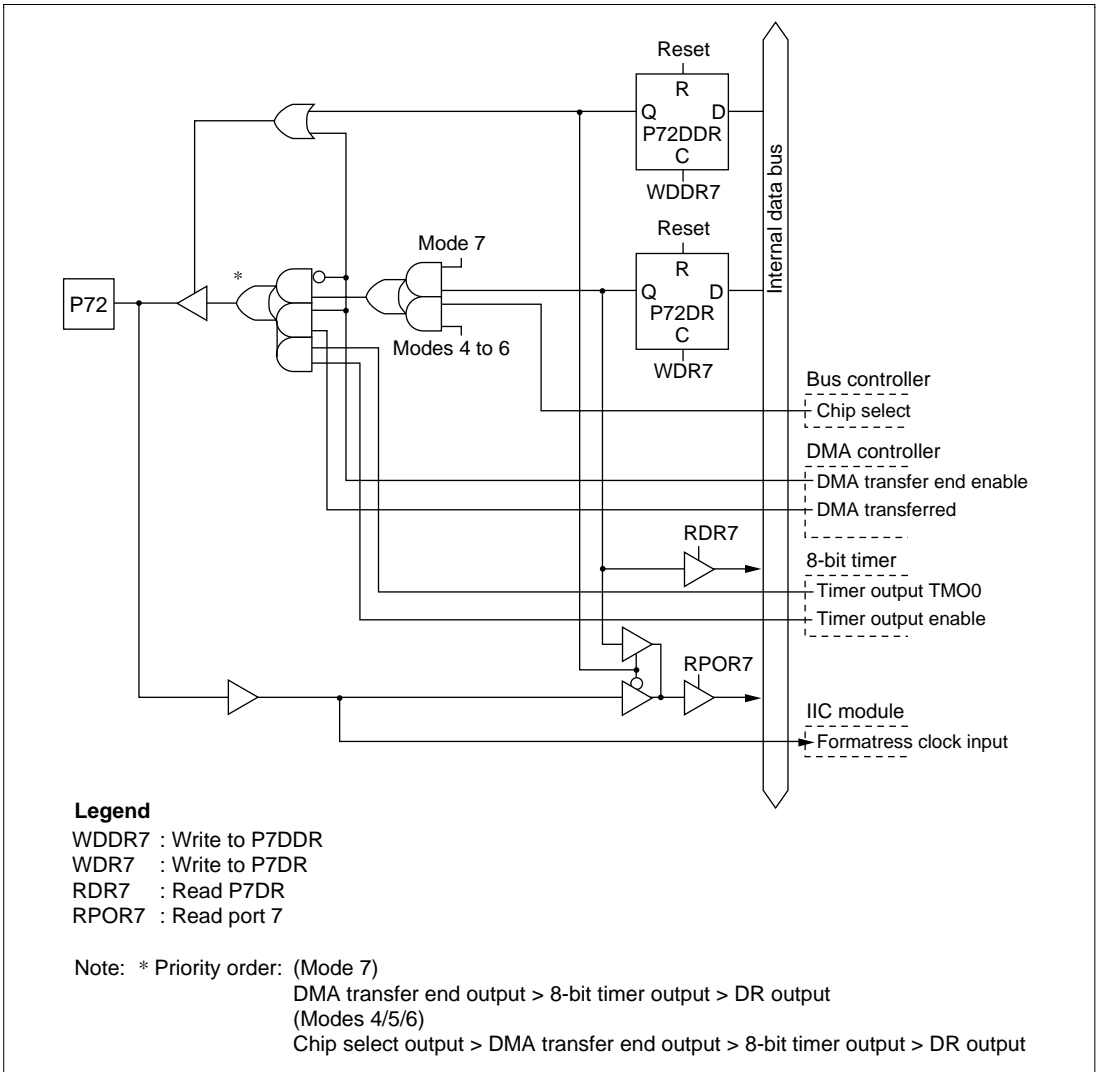 Reset
R
Q D
P72DDR
C
WDDR7
Internal data bus
Reset
Mode 7
R
Q D
P72DR
C
WDR7
*
P72
Modes 4 to 6
Bus controller
Chip select
DMA controller
DMA transfer end enable
DMA transferred
RDR7
8-bit timer
Timer output TMO0
Timer output enable
RPOR7
IIC module
Formatress clock input
Legend
WDDR7 : Write to P7DDR
WDR7 : Write to P7DR
RDR7 : Read P7DR
RPOR7 : Read port 7
Note: * Priority order: (Mode 7)
DMA transfer end output > 8-bit timer output > DR output
(Modes 4/5/6)
Chip select output > DMA transfer end output > 8-bit timer output > DR output